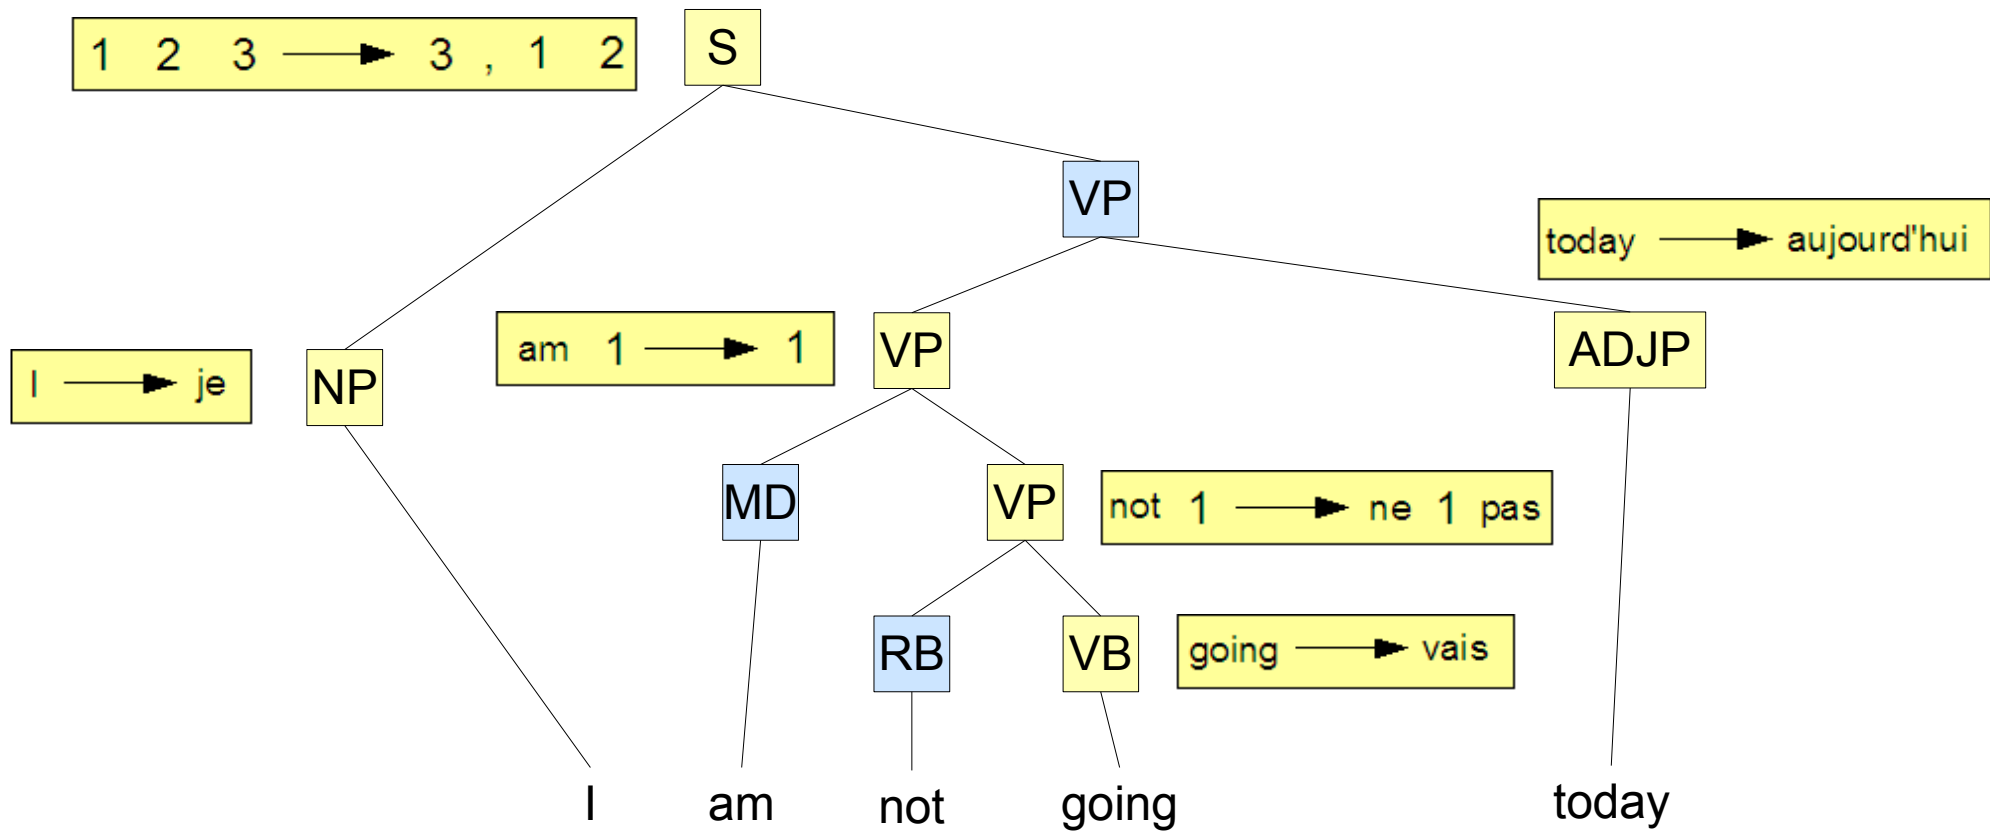 1 2 3 → 3 , 1 2
S
VP
today → aujourd'hui
am 1 → 1
VP
ADJP
I → je
NP
MD
VP
not 1 → ne 1 pas
RB
VB
going → vais
I am not going today